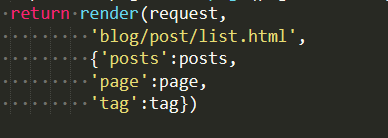 return render(request,
'blog/post/list.html',
{'posts':posts,
'page':page,
'tag':tag})